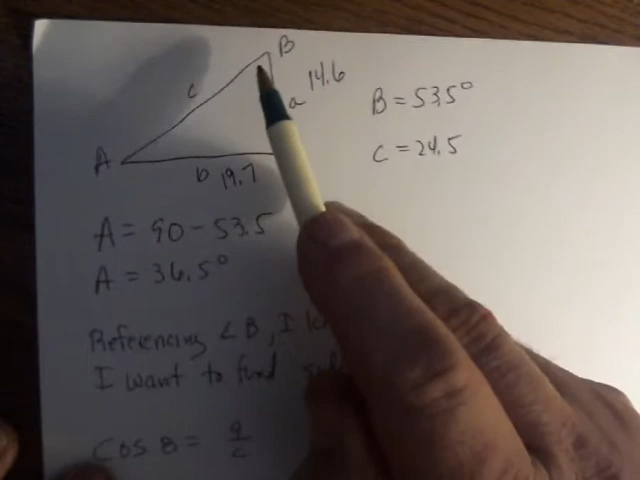 B
14.6
c
a
B = 53.5°
A
b 19.7
c = 24.5
A = 90 - 53.5
A = 36.5°
Referencing ∠B, I
I want to find
cos B = a/c